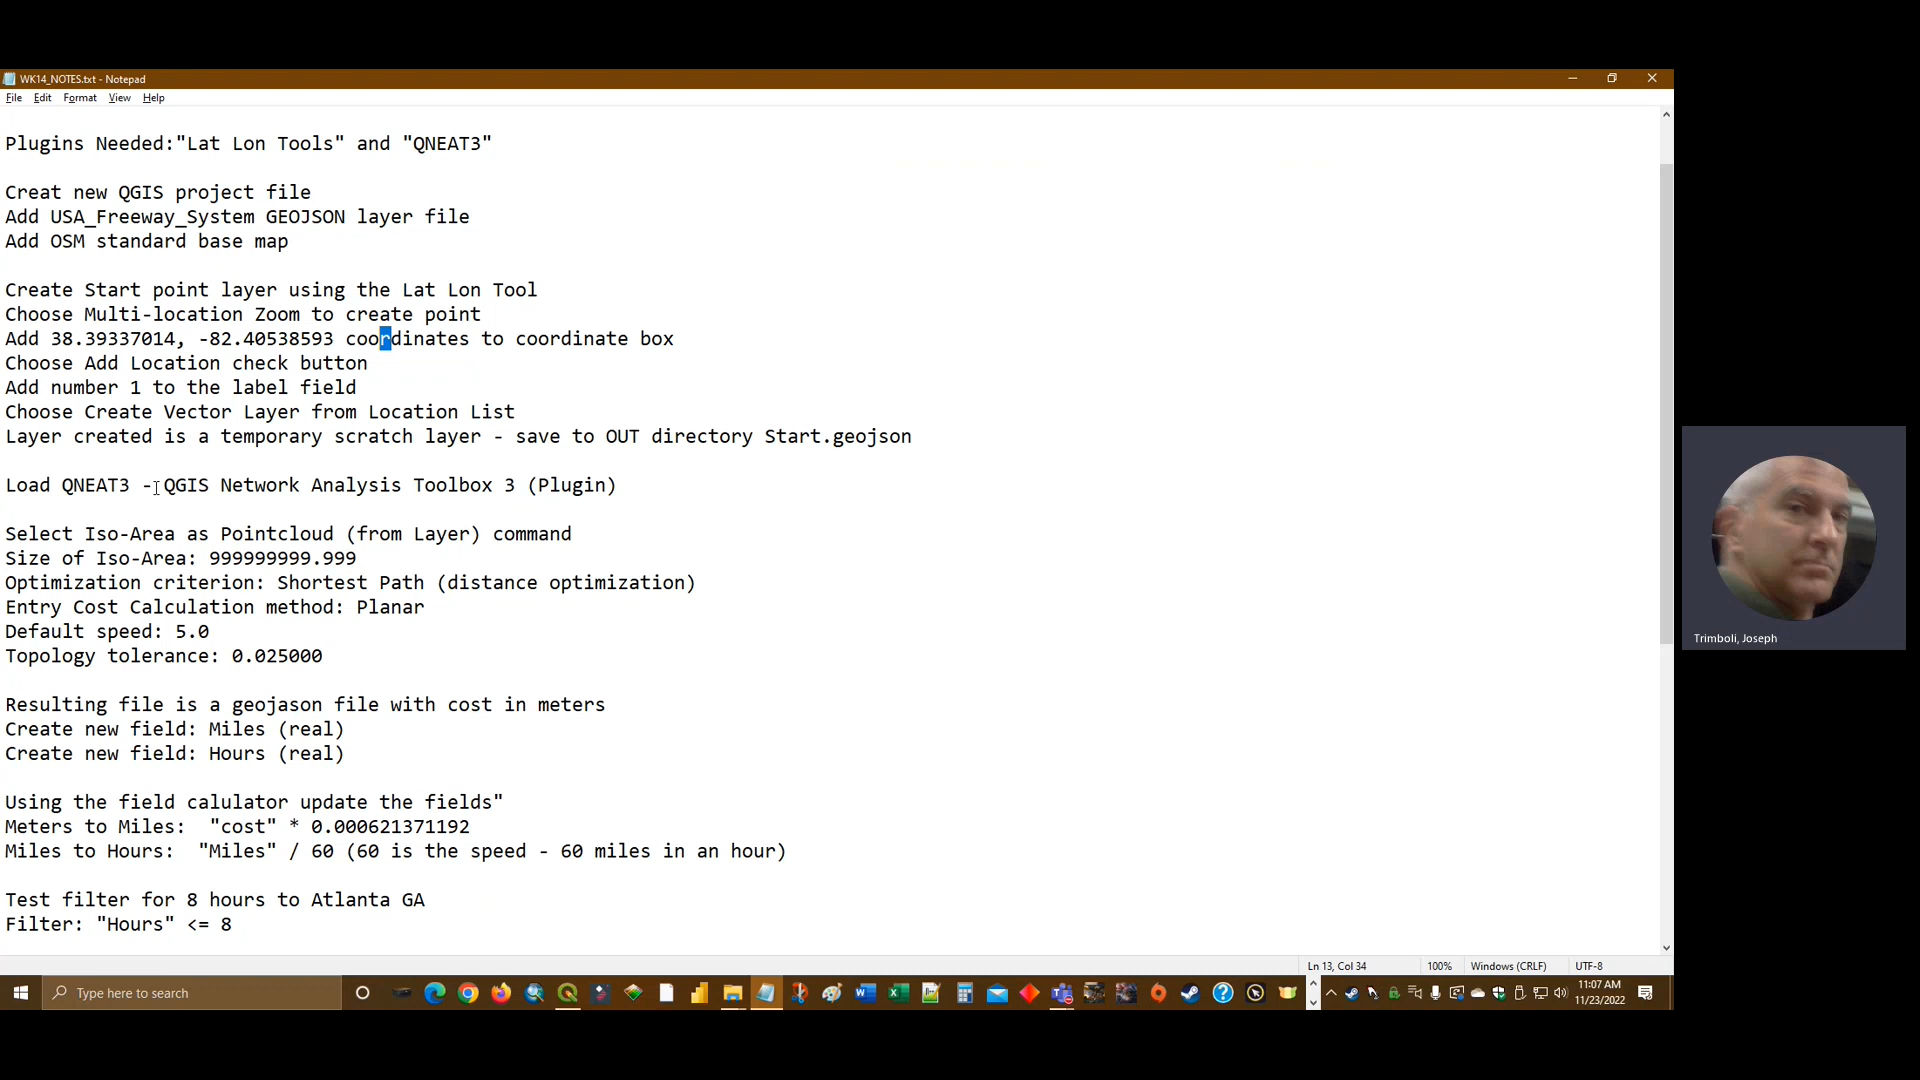 WK14_NOTES.txt - Notepad
File Edit Format View Help
Plugins Needed:"Lat Lon Tools" and "QNEAT3"
Creat new QGIS project file
Add USA_Freeway_System GEOJSON layer file
Add OSM standard base map
Create Start point layer using the Lat Lon Tool
Choose Multi-location Zoom to create point
Add 38.39337014, -82.40538593 coordinates to coordinate box
Choose Add Location check button
Add number 1 to the label field
Choose Create Vector Layer from Location List
Layer created is a temporary scratch layer - save to OUT directory Start.geojson
Load QNEAT3 - QGIS Network Analysis Toolbox 3 (Plugin)
Select Iso-Area as Pointcloud (from Layer) command
Size of Iso-Area: 999999999.999
Optimization criterion: Shortest Path (distance optimization)
Entry Cost Calculation method: Planar
Default speed: 5.0
Topology tolerance: 0.025000
Resulting file is a geojason file with cost in meters
Create new field: Miles (real)
Create new field: Hours (real)
Using the field calulator update the fields"
Meters to Miles:  "cost" * 0.000621371192
Miles to Hours:  "Miles" / 60 (60 is the speed - 60 miles in an hour)
Test filter for 8 hours to Atlanta GA
Filter: "Hours" <= 8
Trimboli, Joseph
Ln 13, Col 34 100% Windows (CRLF) UTF-8
Type here to search
11:07 AM
11/23/2022